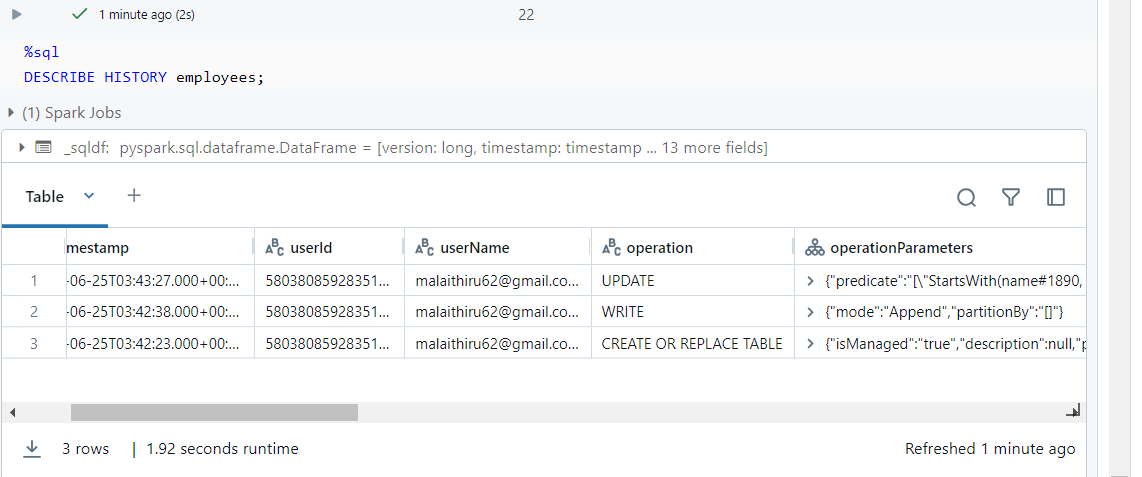 1 minute ago (2s)
22
%sql
DESCRIBE HISTORY employees;
(1) Spark Jobs
_sqldf: pyspark.sql.dataframe.DataFrame = [version: long, timestamp: timestamp ... 13 more fields]
Table
mestamp userId userName operation operationParameters
1 -06-25T03:43:27.000+00:... 58038085928351... malaithiru62@gmail.co... UPDATE {"predicate":"[\"StartsWith(name#1890,
2 -06-25T03:42:38.000+00:... 58038085928351... malaithiru62@gmail.co... WRITE {"mode":"Append","partitionBy":"[]"}
3 -06-25T03:42:23.000+00:... 58038085928351... malaithiru62@gmail.co... CREATE OR REPLACE TABLE {"isManaged":"true","description":null,"p
3 rows | 1.92 seconds runtime
Refreshed 1 minute ago